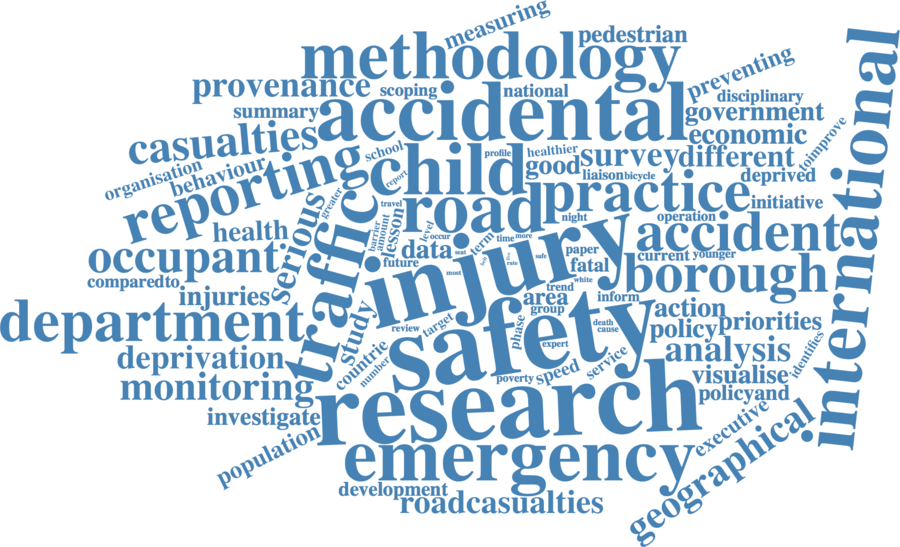 measuring
pedestrian
methodology
preventing
provenance
scoping
national
disciplinary
summary
accidental
government
economic
casualties
toimprove
school
profile
healthier
good
survey
different
organisation
behaviour
reporting
child
report
liaison
bicycle
deprived
international
greater
travel
road
practice
initiative
health
serious
traffic
barrier
amount
lesson
level
night
operation
accident
occupant
data
occur
seat
term
time
more
injury
paper
current
younger
comparedto
future
most
rate
safe
fatal
borough
white
injuries
trend
area
inform
department
study
review
target
safety
group
action
phase
death
cause
policy
priorities
deprivation
countrie
number
expert
analysis
identifies
monitoring
poverty
speed
service
visualise
research
policyand
investigate
executive
population
emergency
geographical
development
roadcasualties